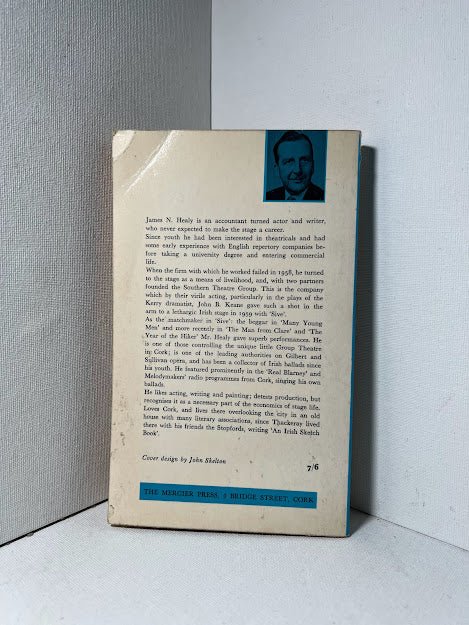 James N. Healy is an accountant turned actor and writer,
who never expected to make the stage a career.
Since youth he had been interested in theatricals and had
some early experience with English repertory companies be-
fore taking a university degree and entering commercial
life.
When the firm with which he worked failed in 1958, he turned
to the stage as a means of livelihood, and, with two partners
founded the Southern Theatre Group. This is the company
which by their virile acting, particularly in the plays of the
Kerry dramatist, John B. Keane gave such a shot in the
arm to a lethargic Irish stage in 1959 with 'Sive'.
As the matchmaker in 'Sive': the beggar in 'Many Young
Men' and more recently in 'The Man from Clare' and 'The
Year of the Hiker' Mr. Healy gave superb performances. He
is one of those controlling the unique little Group Theatre
in Cork; is one of the leading authorities on Gilbert and
Sullivan opera, and has been a collector of Irish ballads since
his youth. He featured prominently in the 'Real Blarney' and
Melodymakers' radio programmes from Cork, singing his own
ballads.
He likes acting, writing and painting; detests production, but
recognises it as a necessary part of the economics of stage life.
Loves Cork, and lives there overlooking the city in an old
house with many literary associations, since Thackeray lived
there with his friends the Stopfords, writing 'An Irish Sketch
Book'.
Cover design by John Skelton
7/6
THE MERCIER PRESS, 4 BRIDGE STREET, CORK